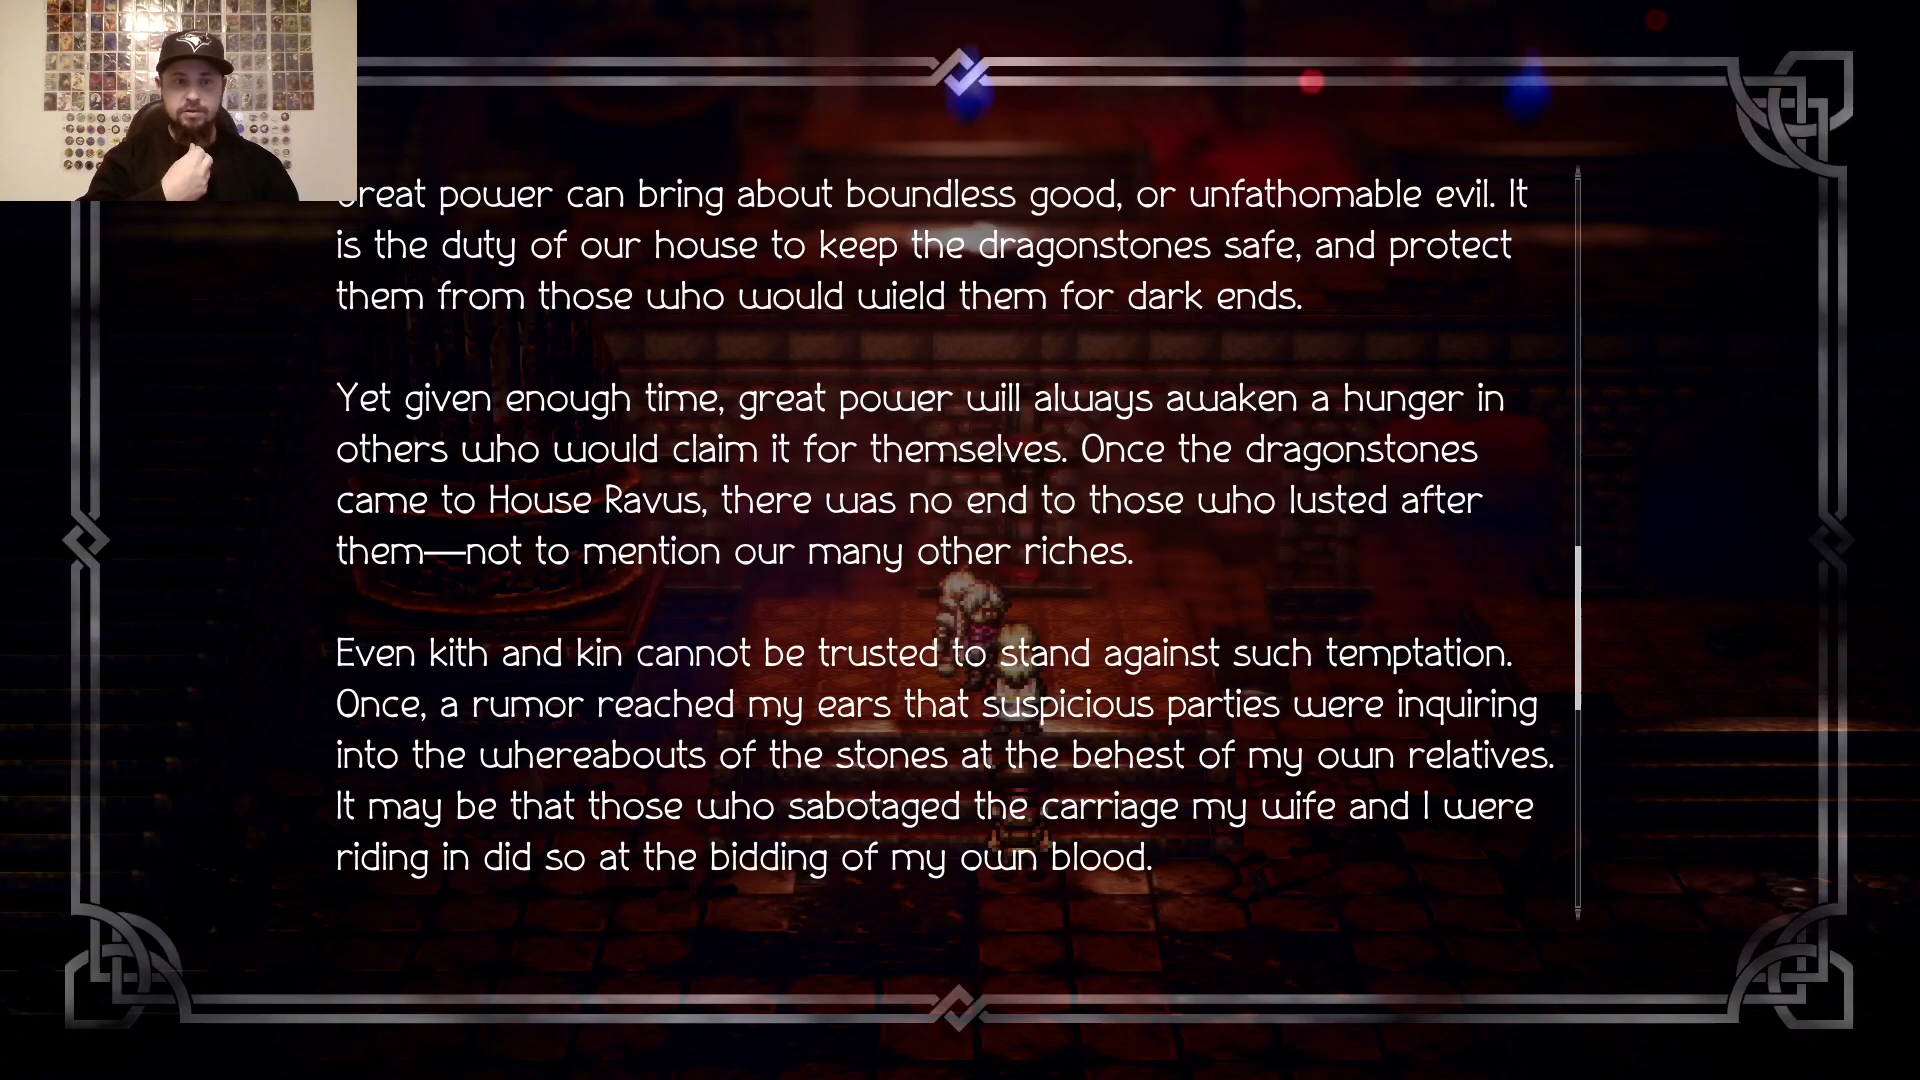 Great power can bring about boundless good, or unfathomable evil. It
is the duty of our house to keep the dragonstones safe, and protect
them from those who would wield them for dark ends.
Yet given enough time, great power will always awaken a hunger in
others who would claim it for themselves. Once the dragonstones
came to House Ravus, there was no end to those who lusted after
them—not to mention our many other riches.
Even kith and kin cannot be trusted to stand against such temptation.
Once, a rumor reached my ears that suspicious parties were inquiring
into the whereabouts of the stones at the behest of my own relatives.
It may be that those who sabotaged the carriage my wife and I were
riding in did so at the bidding of my own blood.